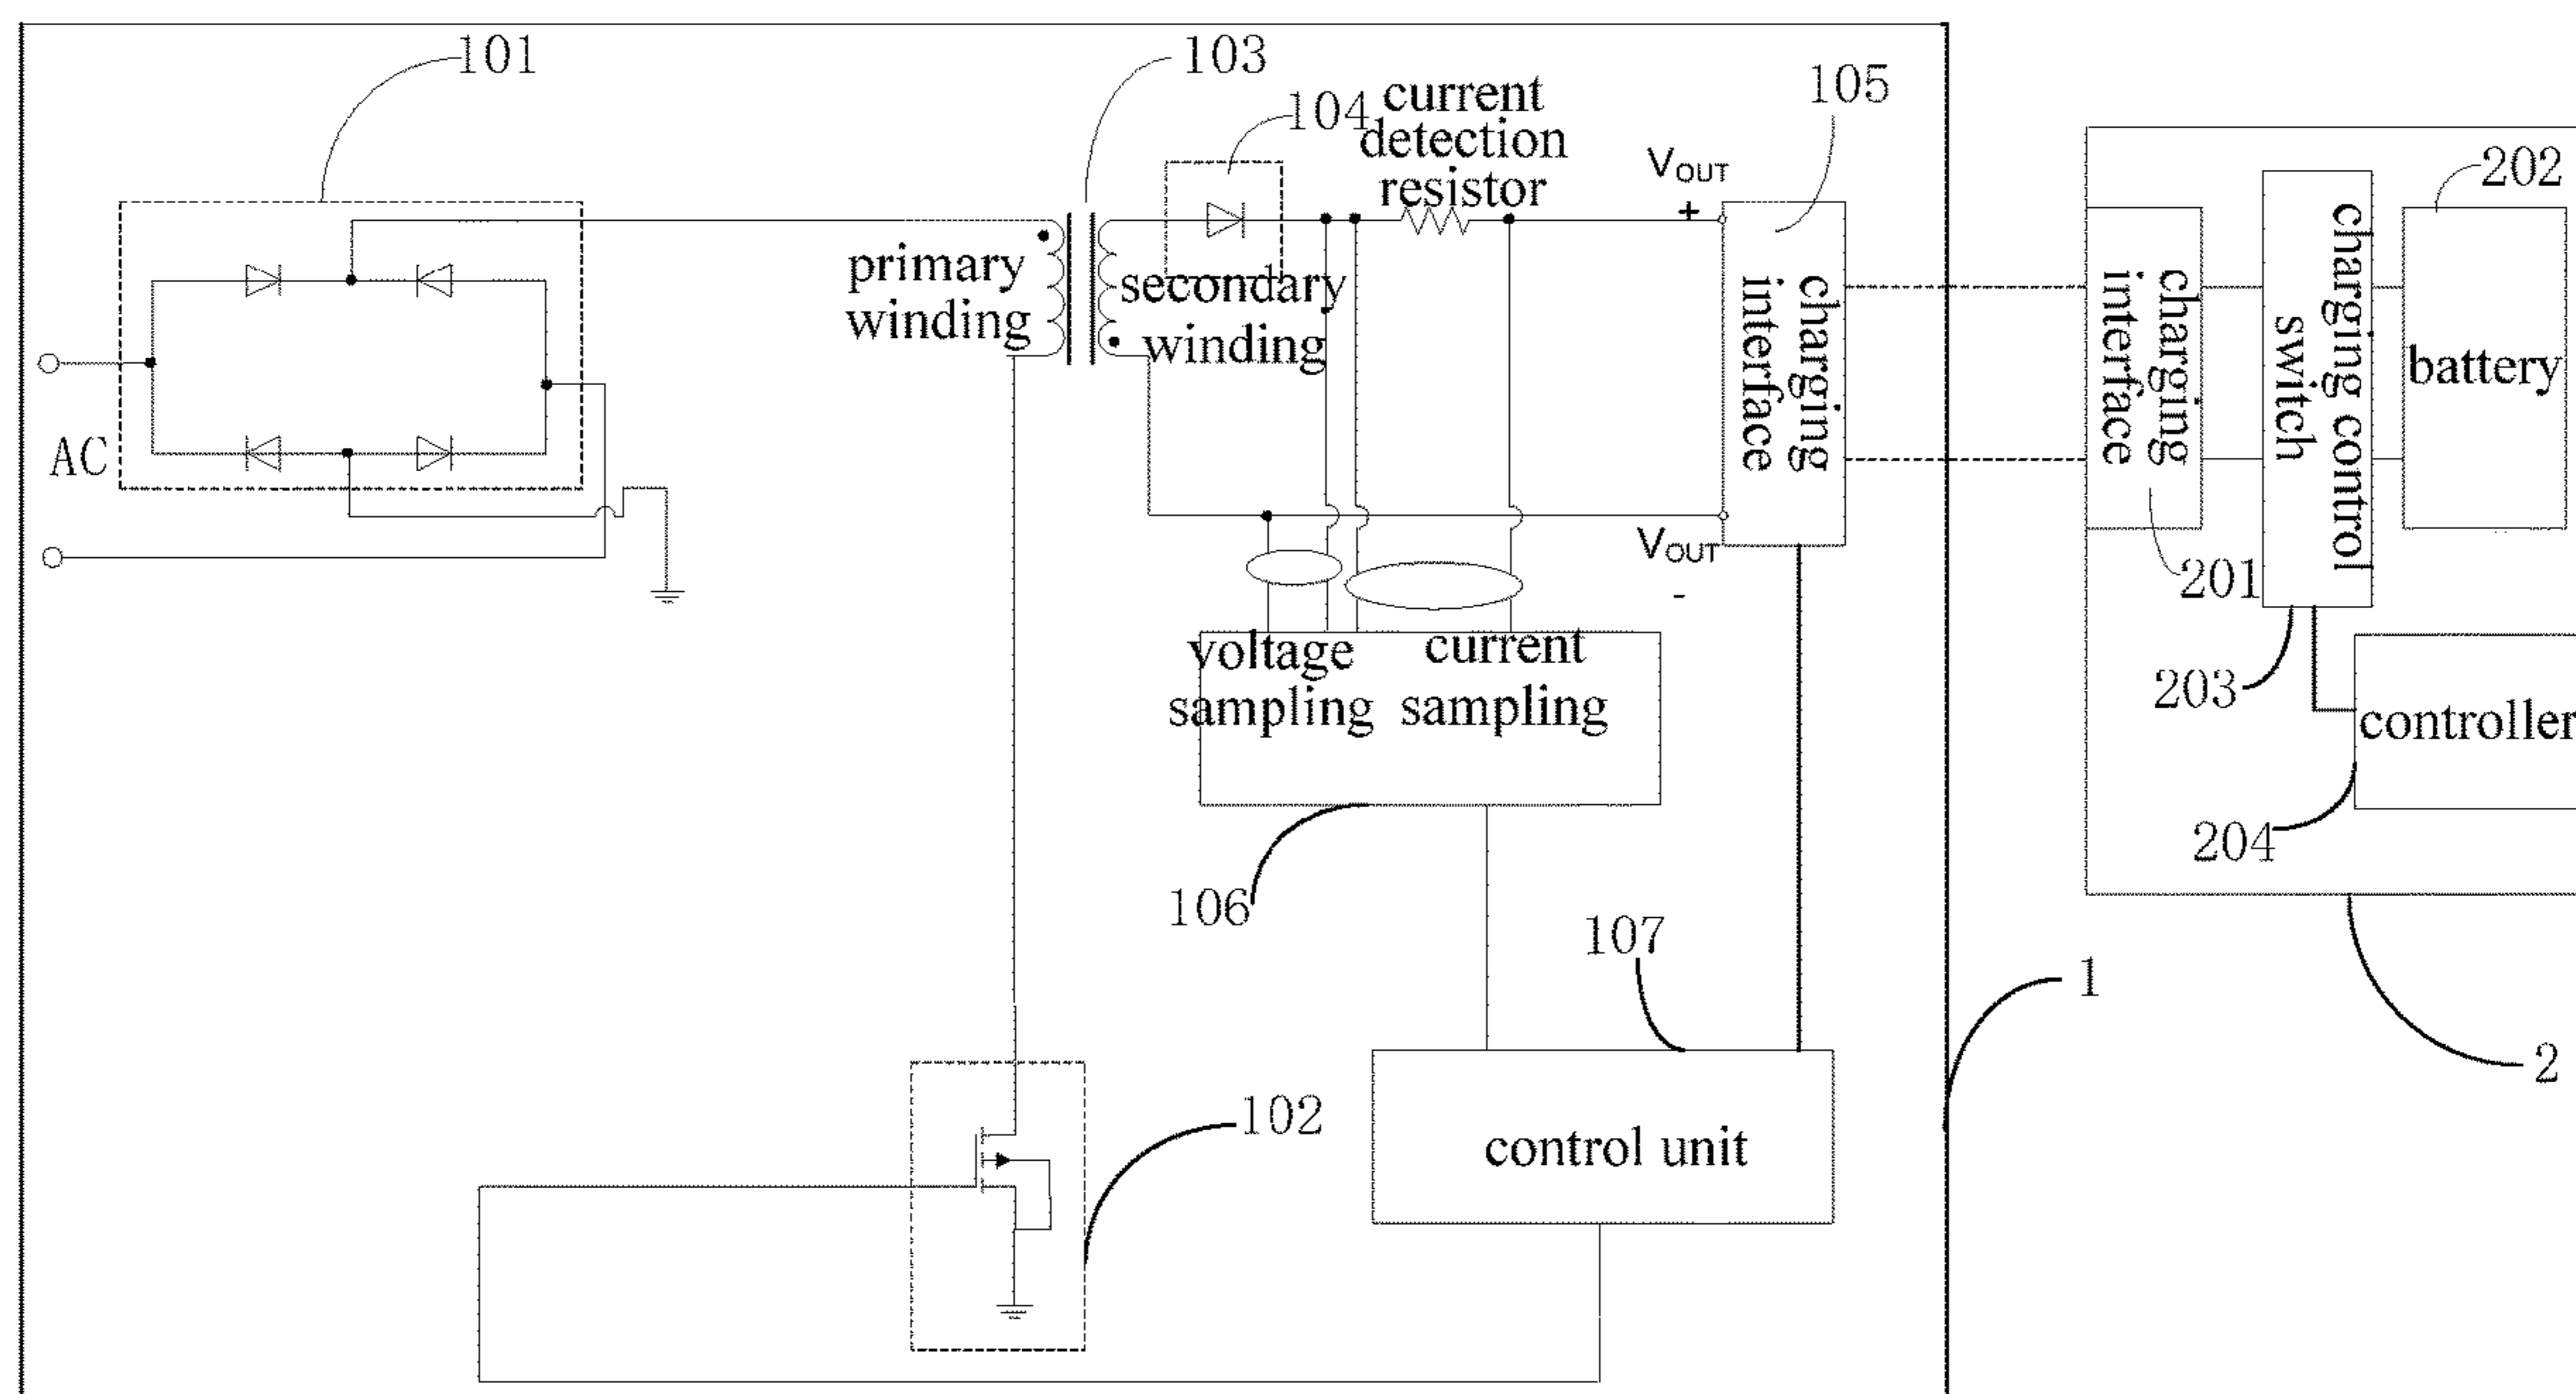 101
103
104
current
detection
resistor
105
VOUT
+
202
primary
winding
secondary
winding
charging
interface
charging
interface
charging control
switch
battery
AC
VOUT
-
201
voltage
sampling
current
sampling
203
controller
204
106
107
1
2
102
control unit